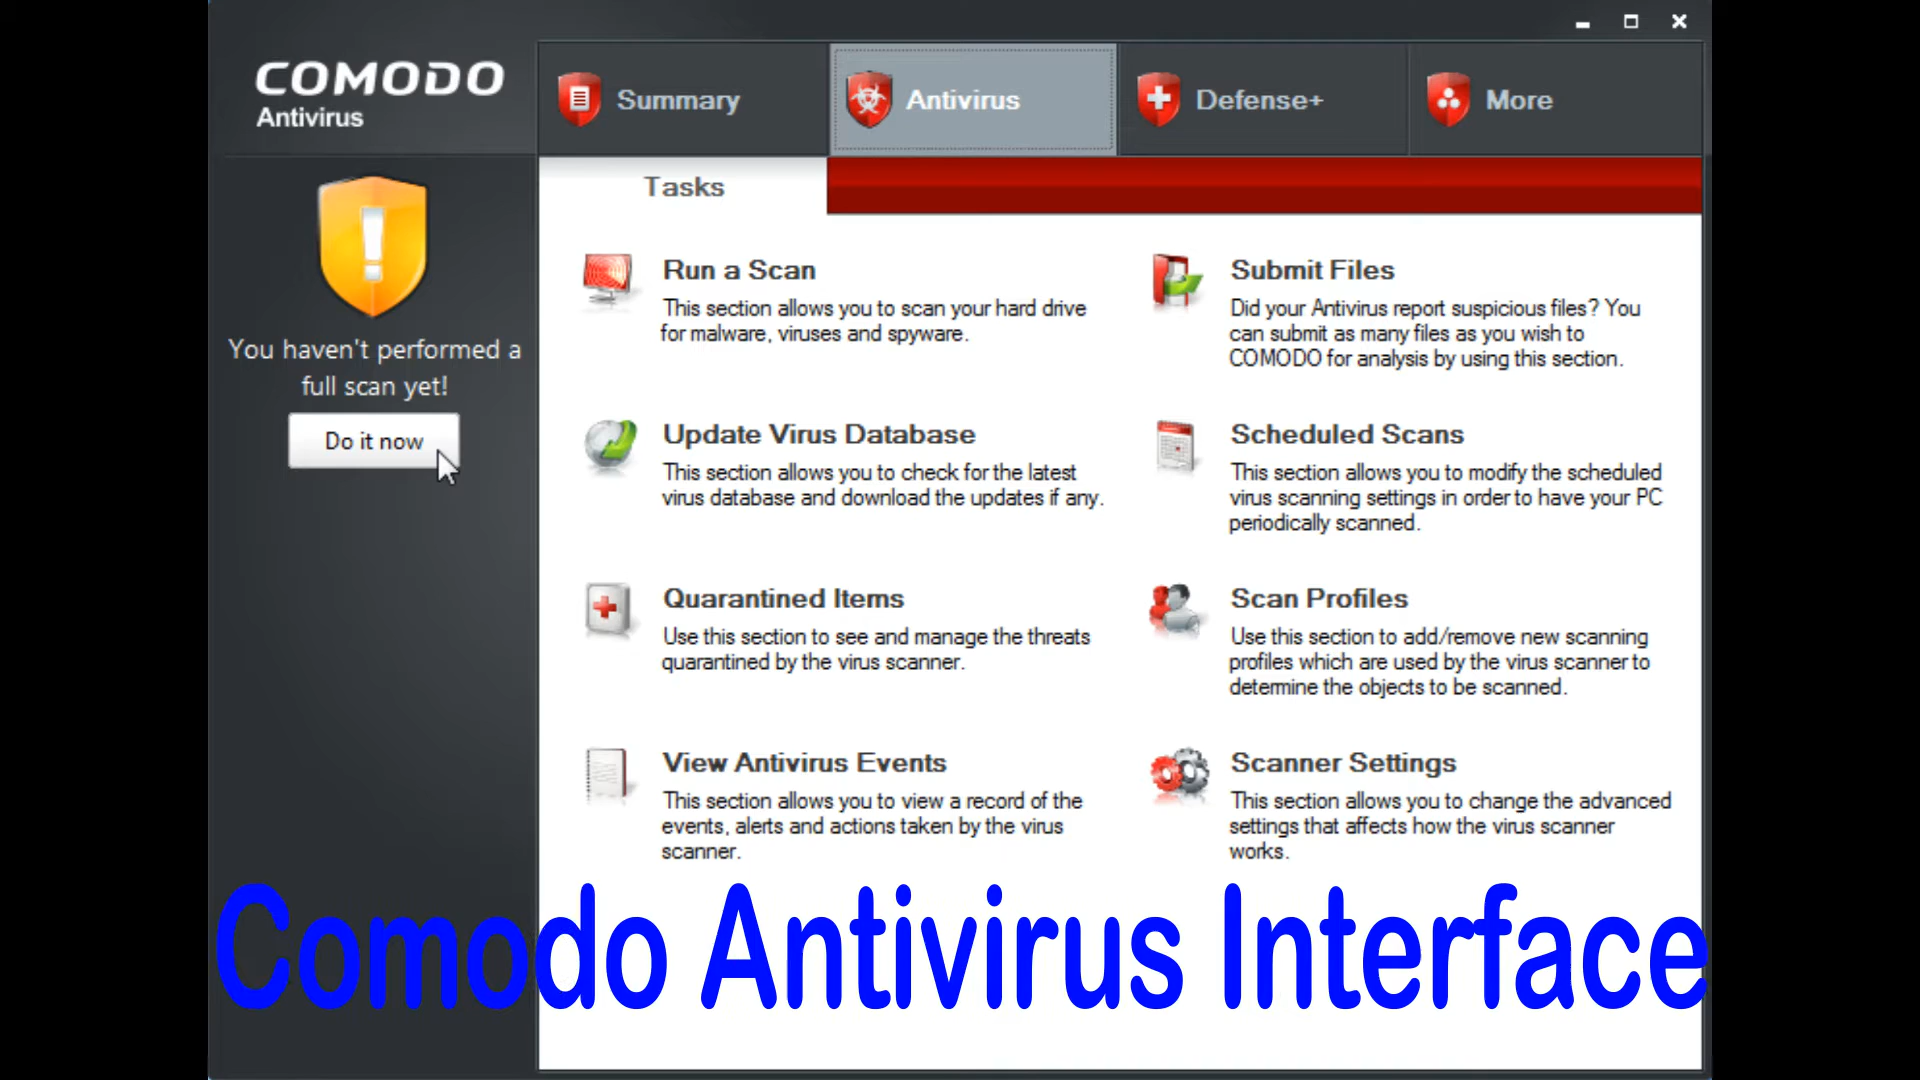 COMODO
Antivirus
Summary
Antivirus
Defense+
More
You haven't performed a
full scan yet!
Do it now
Tasks
Run a Scan
This section allows you to scan your hard drive
for malware, viruses and spyware.
Submit Files
Did your Antivirus report suspicious files? You
can submit as many files as you wish to
COMODO for analysis by using this section.
Update Virus Database
This section allows you to check for the latest
virus database and download the updates if any.
Scheduled Scans
This section allows you to modify the scheduled
virus scanning settings in order to have your PC
periodically scanned.
Quarantined Items
Use this section to see and manage the threats
quarantined by the virus scanner.
Scan Profiles
Use this section to add/remove new scanning
profiles which are used by the virus scanner to
determine the objects to be scanned.
View Antivirus Events
This section allows you to view a record of the
events, alerts and actions taken by the virus
scanner.
Scanner Settings
This section allows you to change the advanced
settings that affects how the virus scanner
works.
Comodo Antivirus Interface